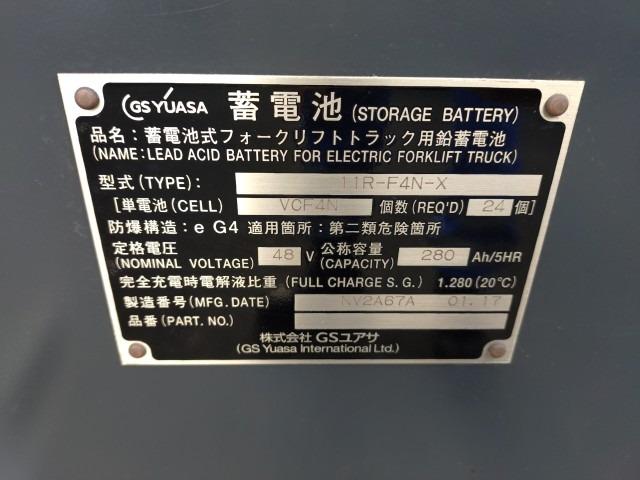 GS YUASA 蓄電池 (STORAGE BATTERY)
品名：蓄電池式フォークリフトトラック用鉛蓄電池
(NAME: LEAD ACID BATTERY FOR ELECTRIC FORKLIFT TRUCK)
型式 (TYPE): 11R-F4N-X
[単電池 (CELL) VCF4N 個数 (REQ'D) 24 個]
防爆構造：e G4 適用箇所：第二類危険箇所
定格電圧 (NOMINAL VOLTAGE) 48 V 公称容量 (CAPACITY) 280 Ah/5HR
完全充電時電解液比重 (FULL CHARGE S.G.) 1.280 (20℃)
製造番号 (MFG. DATE) NV2A67A 01.17
品番 (PART. NO.)
株式会社 GSユアサ
(GS Yuasa International Ltd.)